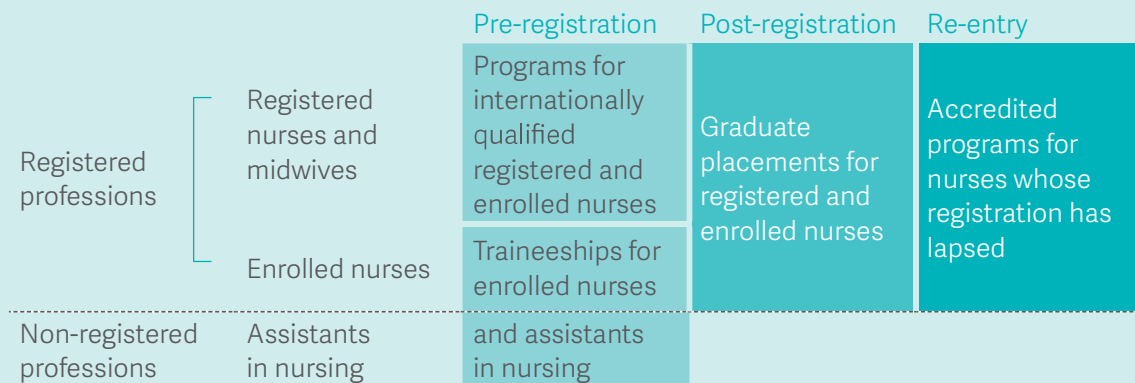 Pre-registration Post-registration Re-entry
Registered
professions
Registered
nurses and
midwives
Enrolled nurses
Programs for
internationally
qualified
registered and
enrolled nurses
Traineeships for
enrolled nurses
Graduate
placements for
registered and
enrolled nurses
Accredited
programs for
nurses whose
registration has
lapsed
Non-registered
professions
Assistants
in nursing
and assistants
in nursing